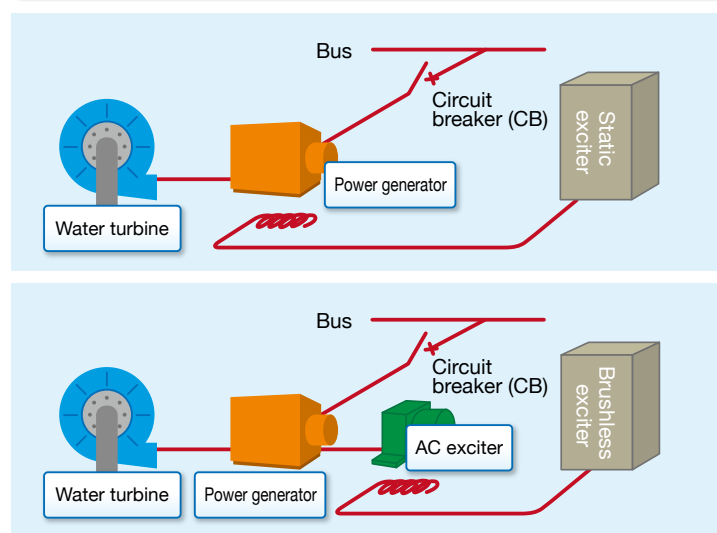 Bus
Circuit
breaker (CB)
Static
exciter
Power generator
Water turbine
Bus
Circuit
breaker (CB)
Brushless
exciter
AC exciter
Water turbine
Power generator